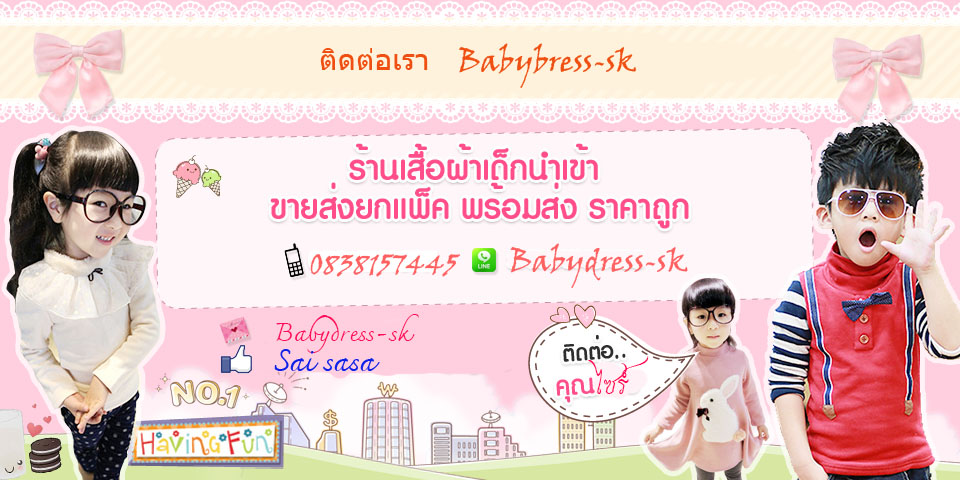 ติดต่อเรา Babybress-sk
ร้านเสื้อผ้าเด็กนำเข้า
ขายส่งยกแพ็ค พร้อมส่ง ราคาถูก
0838157445 LINE Babydress-sk
Babydress-sk
Sai sasa
ติดต่อ..
คุณไซร์
NO.1
Having Fun